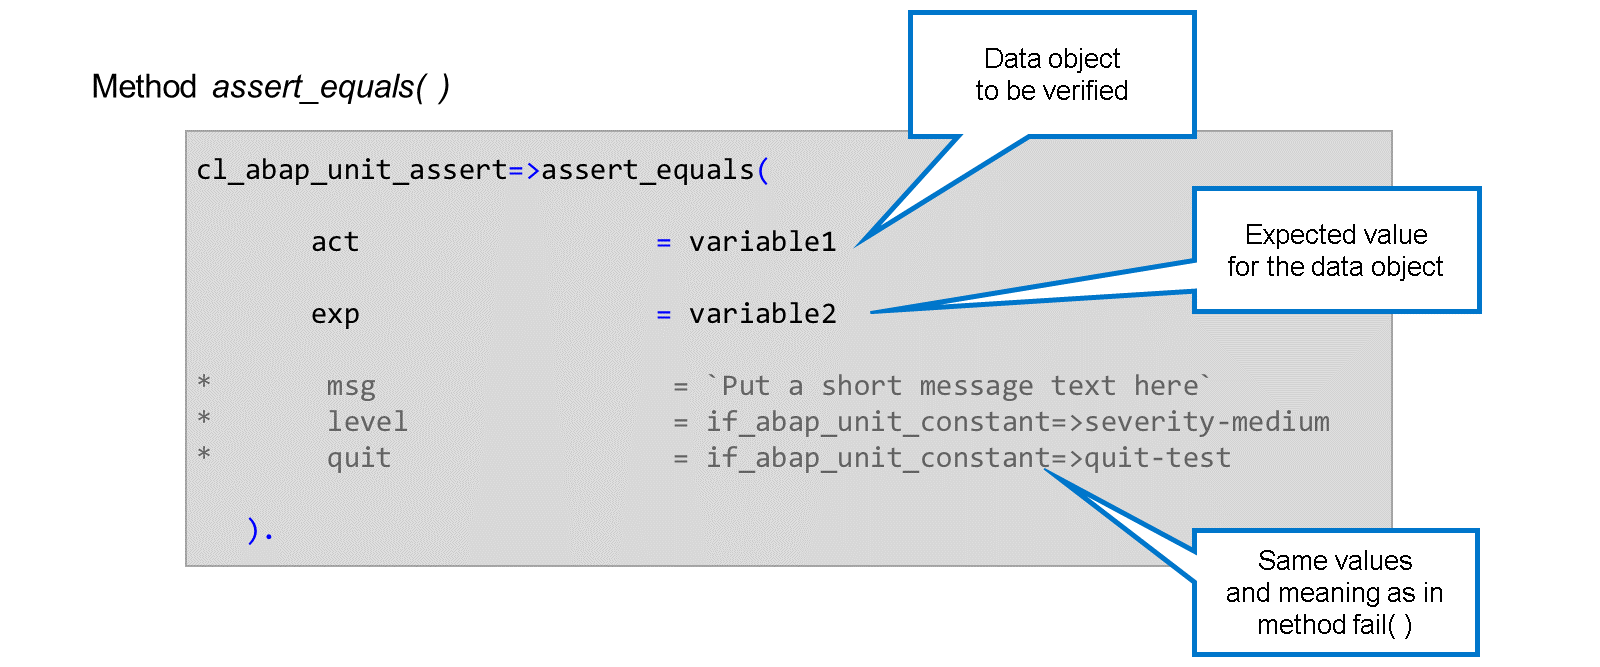 Data object
to be verified
Method assert_equals( )
cl_abap_unit_assert=>assert_equals(
act = variable1
Expected value
for the data object
exp = variable2
* msg = `Put a short message text here`
* level = if_abap_unit_constant=>severity-medium
* quit = if_abap_unit_constant=>quit-test
).
Same values
and meaning as in
method fail( )